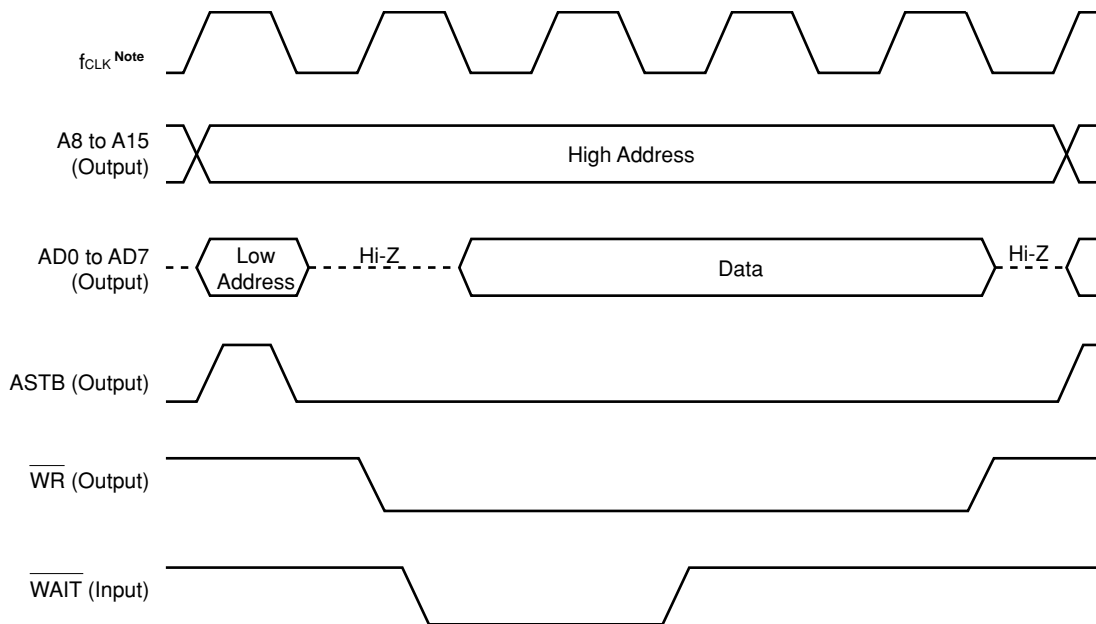 fCLK Note
A8 to A15
(Output)
High Address
AD0 to AD7
(Output)
Low
Address
Hi-Z
Data
Hi-Z
ASTB (Output)
WR (Output)
WAIT (Input)